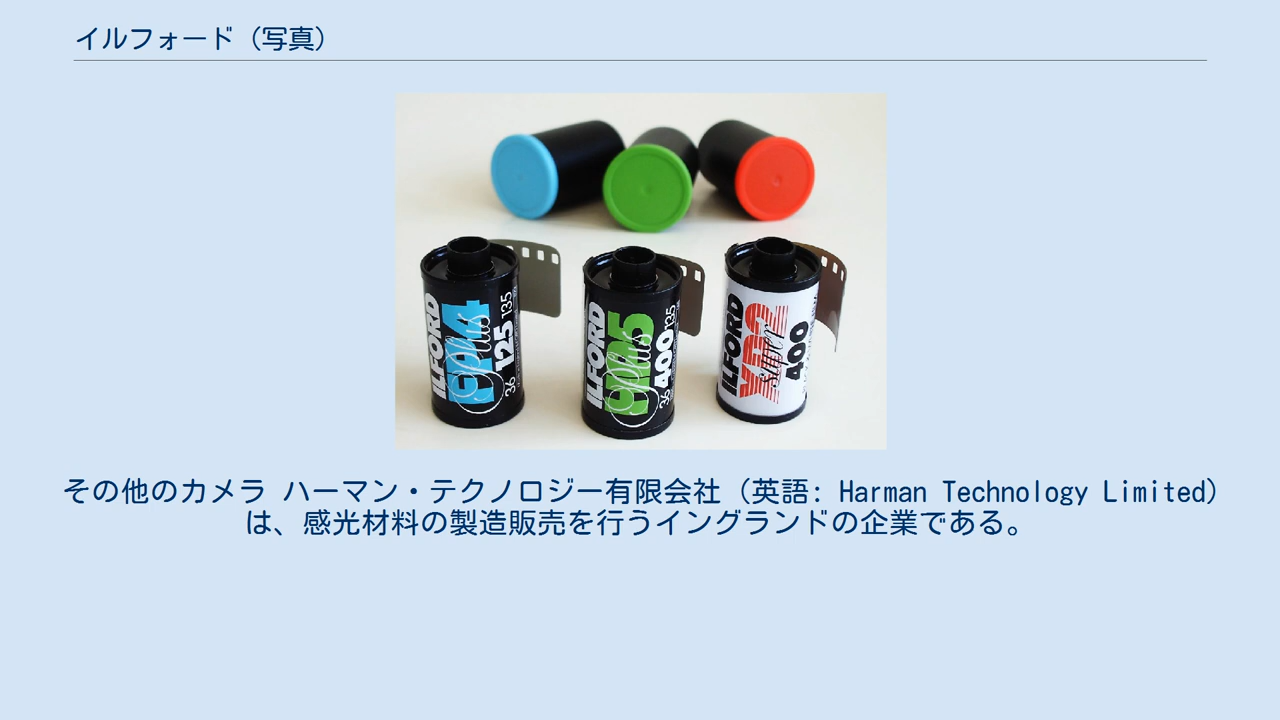 イルフォード（写真）
ILFORD
FP4
Plus
125
135
36
ILFORD
HP5
Plus
400
135
36
ILFORD
XP2
super
400
その他のカメラ ハーマン・テクノロジー有限会社（英語: Harman Technology Limited）
は、感光材料の製造販売を行うイングランドの企業である。